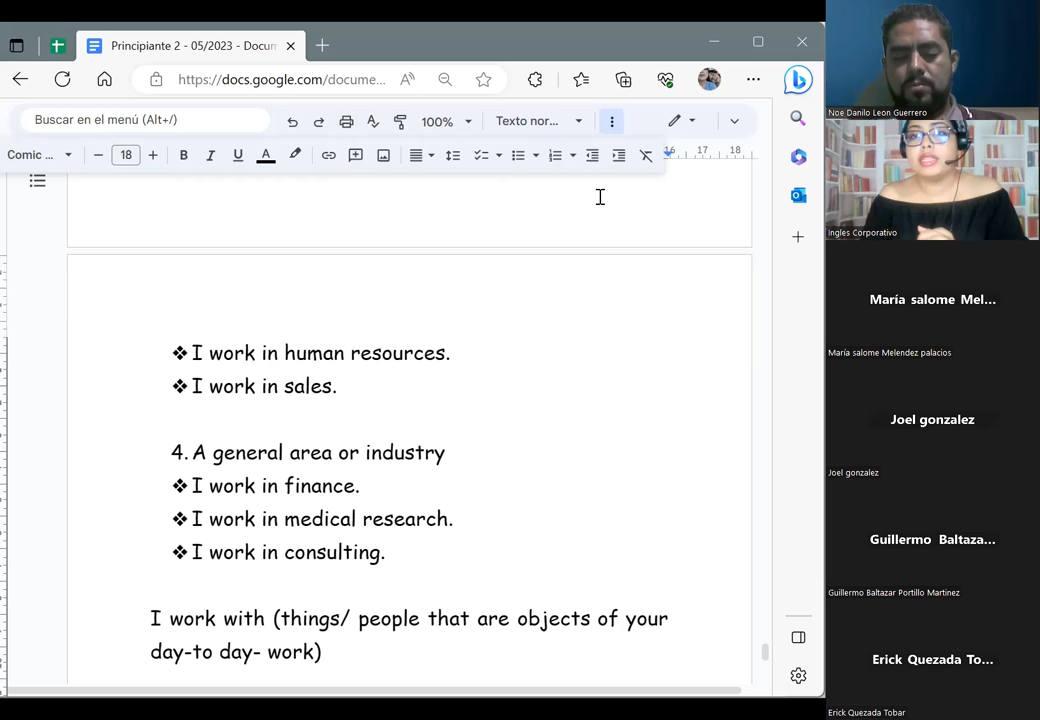 Principiante 2 - 05/2023 - Docum
https://docs.google.com/docume...
Buscar en el menú (Alt+/)
100%
Texto nor...
Comic ...
18
16 17 18
❖I work in human resources.
❖I work in sales.
4. A general area or industry
❖I work in finance.
❖I work in medical research.
❖I work in consulting.
I work with (things/ people that are objects of your
day-to day- work)
Noe Danilo Leon Guerrero
Ingles Corporativo
María salome Mel...
María salome Melendez palacios
Joel gonzalez
Joel gonzalez
Guillermo Baltaza...
Guillermo Baltazar Portillo Martinez
Erick Quezada To...
Erick Quezada Tobar